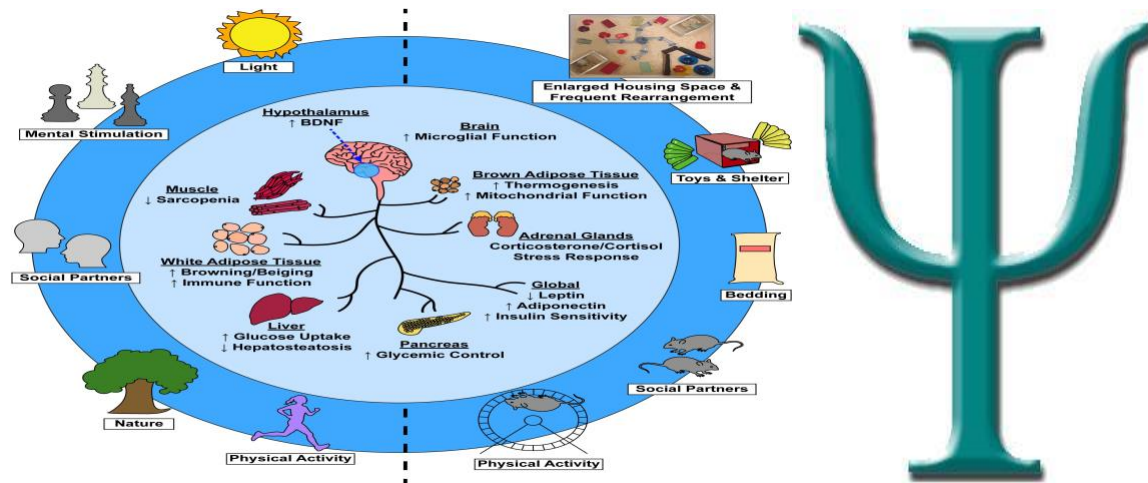 Light
Enlarged Housing Space &
Frequent Rearrangement
Mental Stimulation
Hypothalamus
↑ BDNF
Brain
↑ Microglial Function
Brown Adipose Tissue
↑ Thermogenesis
↑ Mitochondrial Function
Toys & Shelter
Muscle
↓ Sarcopenia
Adrenal Glands
Corticosterone/Cortisol
Stress Response
Social Partners
White Adipose Tissue
↑ Browning/Beiging
↑ Immune Function
Global
↓ Leptin
↑ Adiponectin
↑ Insulin Sensitivity
Bedding
Liver
↑ Glucose Uptake
↓ Hepatosteatosis
Pancreas
↑ Glycemic Control
Social Partners
Nature
Physical Activity
Physical Activity
Ψ